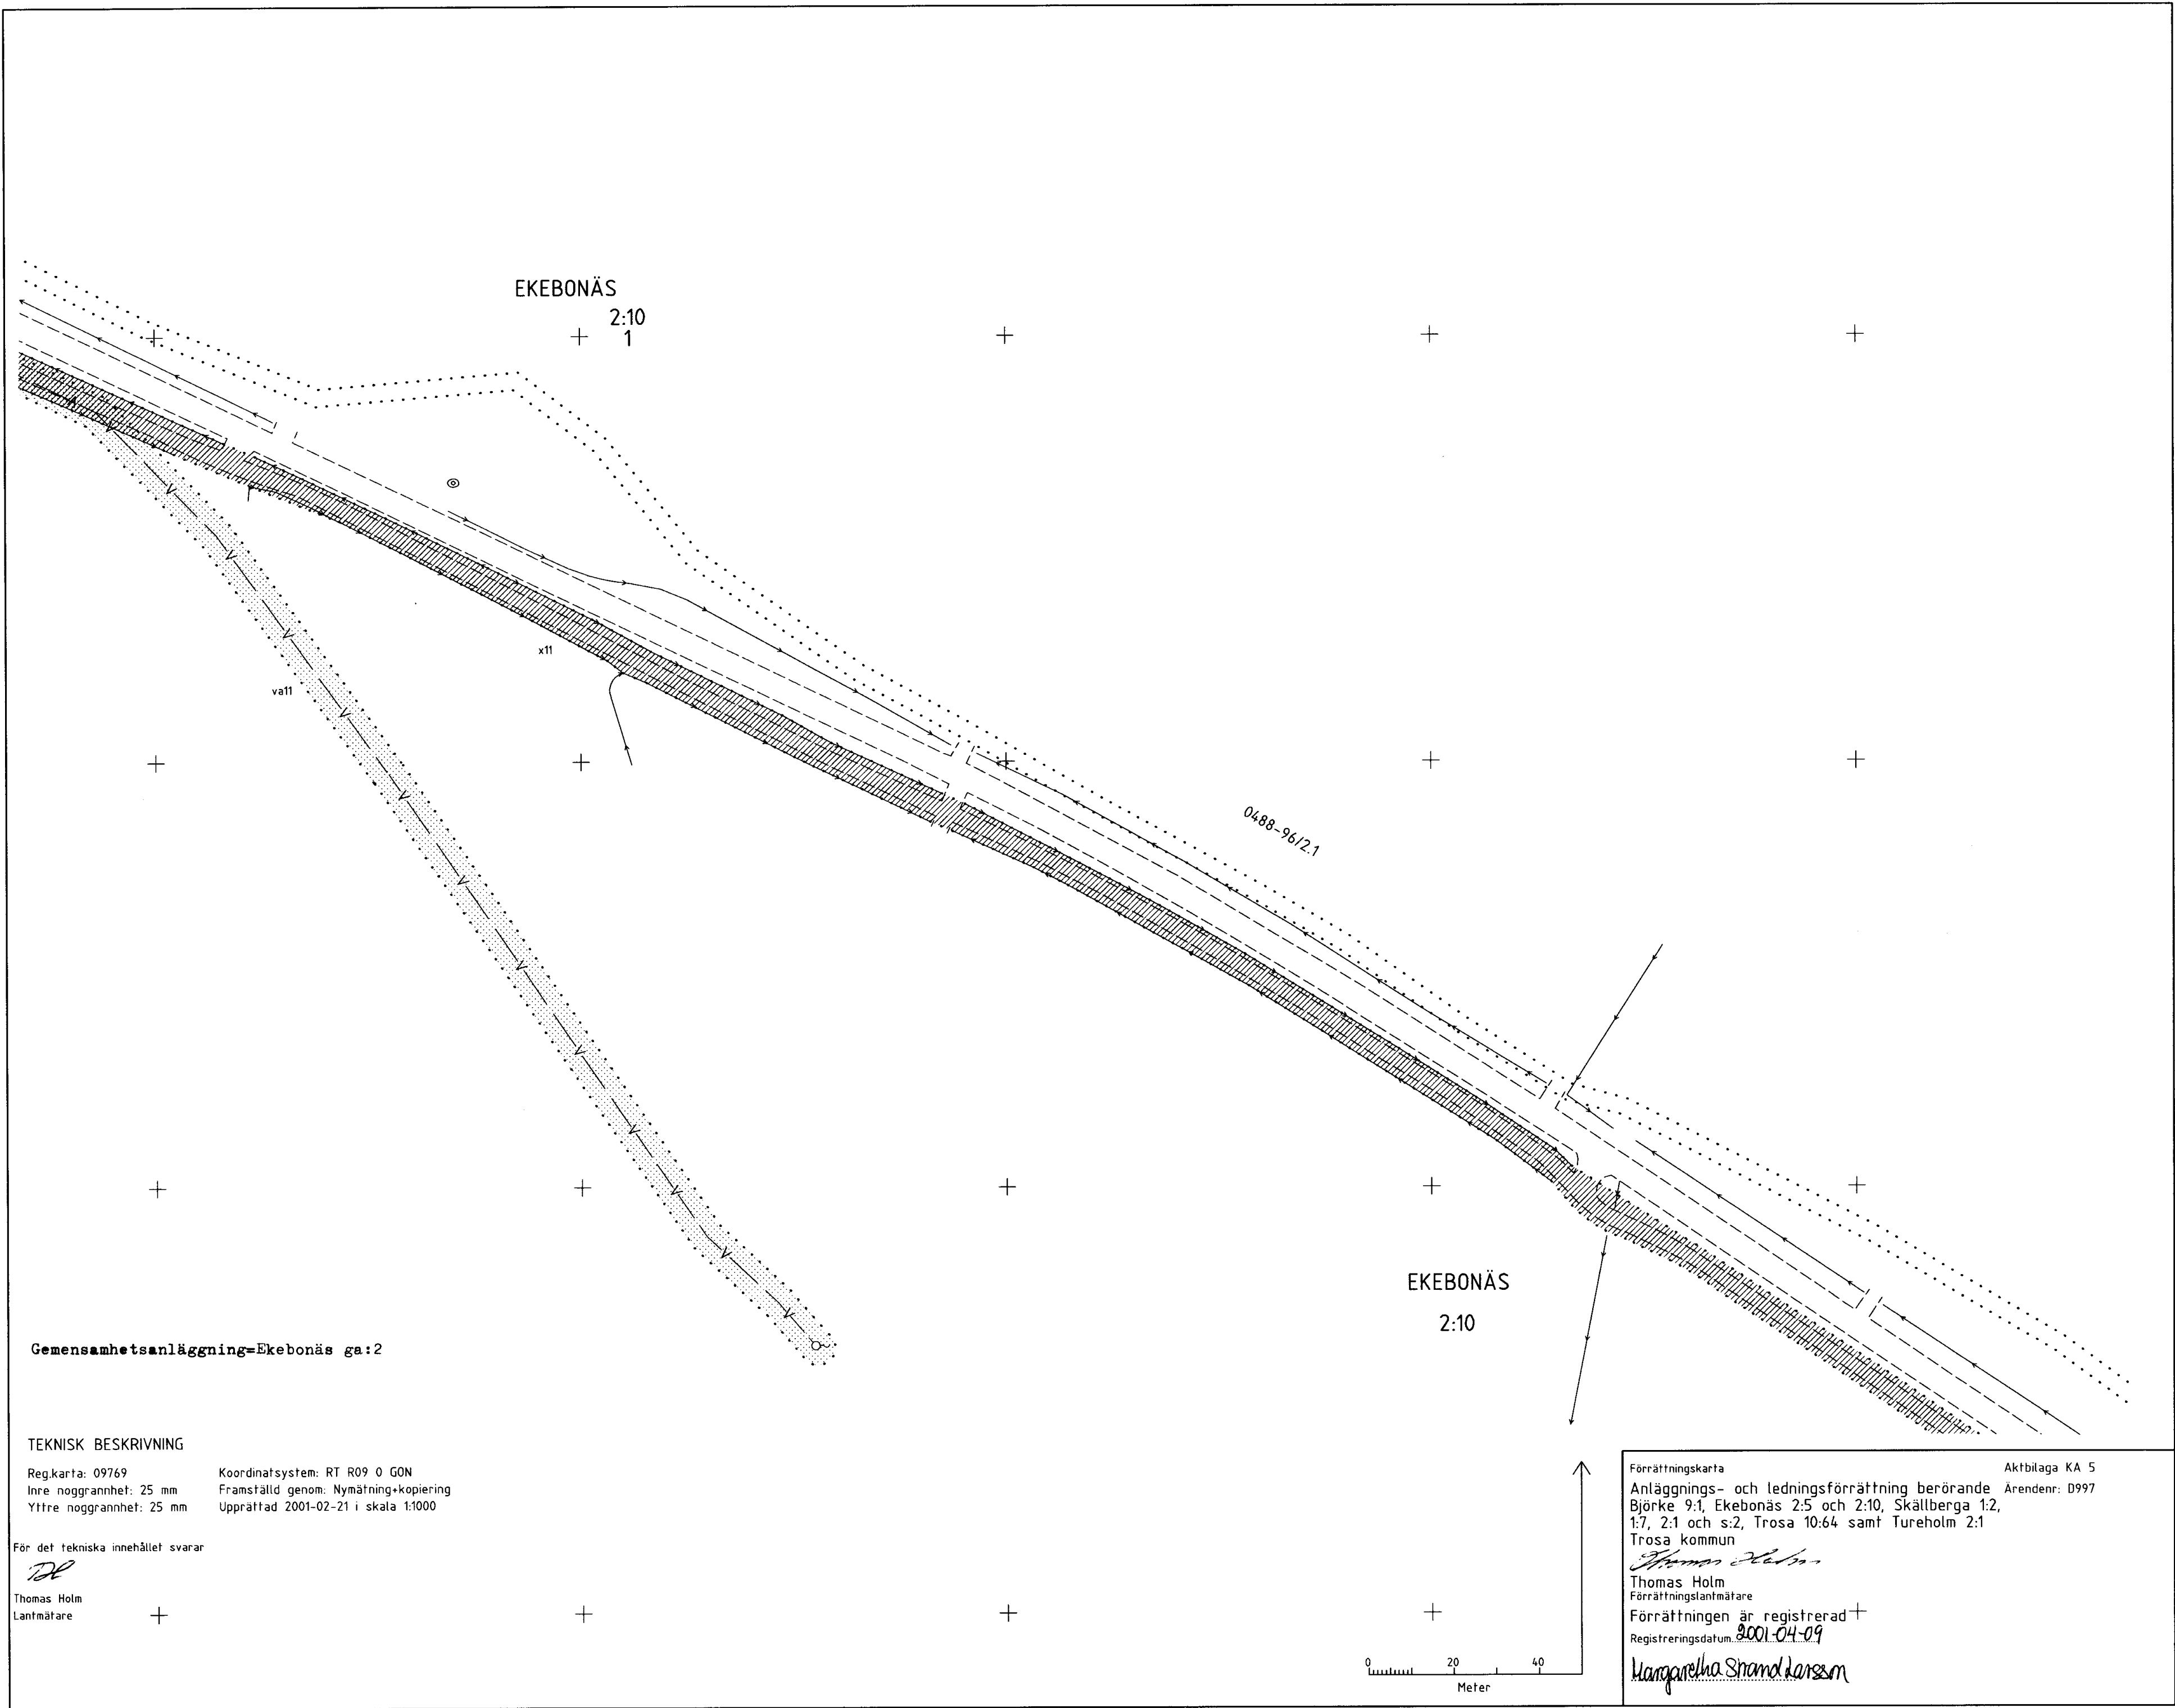 EKEBONÄS
2:10
1
x11
va11
0488-96/2.1
EKEBONÄS
2:10
Gemensamhetsanläggning=Ekebonäs ga:2
TEKNISK BESKRIVNING
Reg.karta: 09769 Koordinatsystem: RT R09 0 GON
Inre noggrannhet: 25 mm Framställd genom: Nymätning+kopiering
Yttre noggrannhet: 25 mm Upprättad 2001-02-21 i skala 1:1000
För det tekniska innehållet svarar
Thomas Holm
Lantmätare
0 20 40
Meter
Förrättningskarta Aktbilaga KA 5
Anläggnings- och ledningsförrättning berörande Ärendenr: D997
Björke 9:1, Ekebonäs 2:5 och 2:10, Skällberga 1:2,
1:7, 2:1 och s:2, Trosa 10:64 samt Tureholm 2:1
Trosa kommun
Thomas Holm
Thomas Holm
Förrättningslantmätare
Förrättningen är registrerad
Registreringsdatum 2001-04-09
Margaretha Strand Larsson